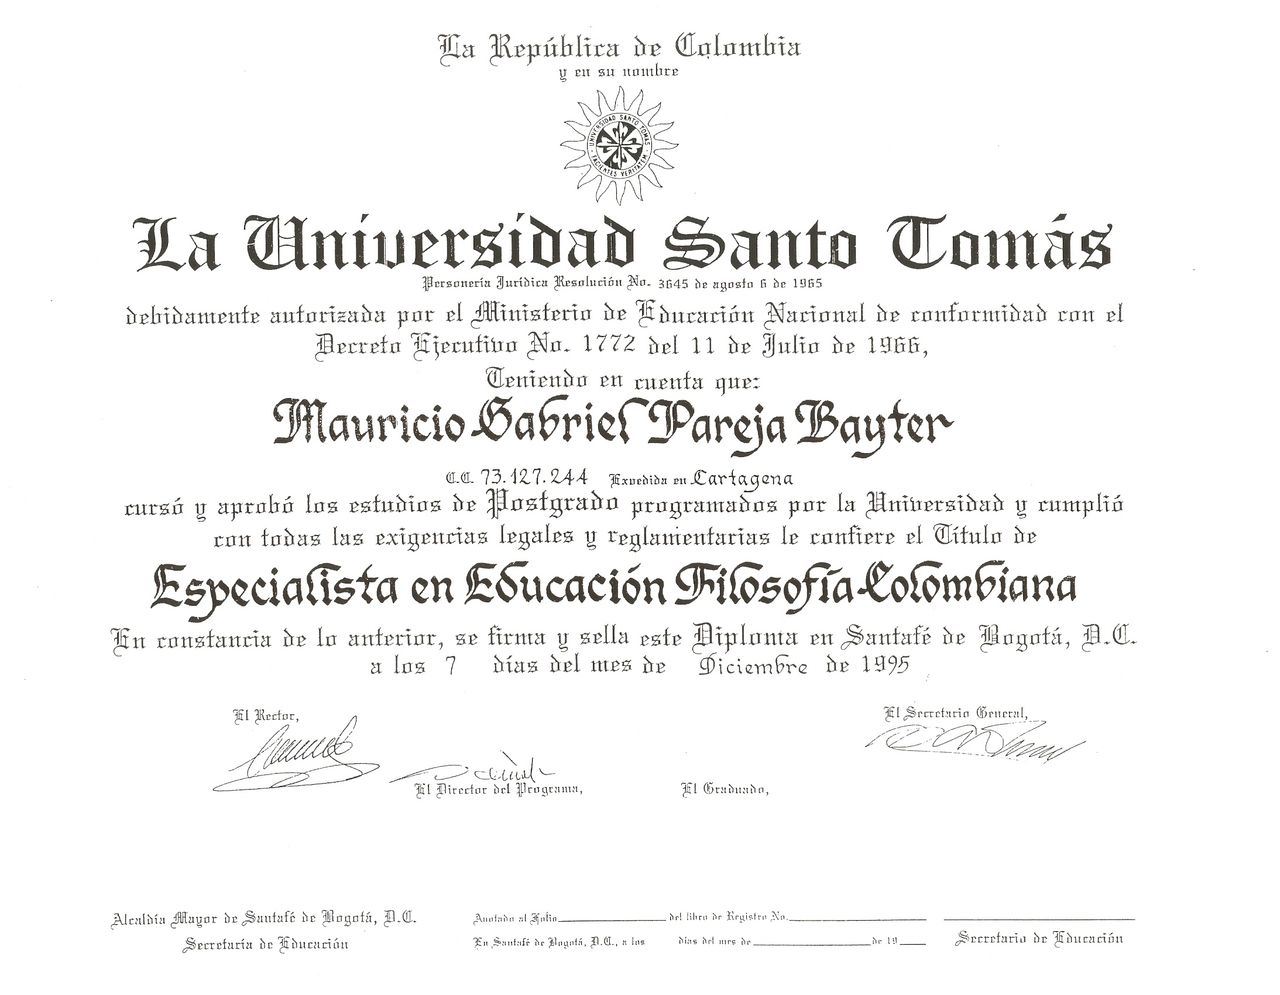 La República de Colombia
y en su nombre
UNIVERSIDAD SANTO TOMAS
FACIENTES VERITATEM
La Universidad Santo Tomás
Personería Jurídica Resolución No. 3645 de agosto 6 de 1965
debidamente autorizada por el Ministerio de Educación Nacional de conformidad con el
Decreto Ejecutivo No. 1772 del 11 de Julio de 1966,
Teniendo en cuenta que:
Mauricio Gabriel Pareja Bayter
C.C. 73.127.244 Expedida en Cartagena
cursó y aprobó los estudios de Postgrado programados por la Universidad y cumplió
con todas las exigencias legales y reglamentarias le confiere el Título de
Especialista en Educación Filosofía Colombiana
En constancia de lo anterior, se firma y sella este Diploma en Santafé de Bogotá, D.C.
a los 7 días del mes de Diciembre de 1995
El Rector,
El Secretario General,
El Director del Programa,
El Graduado,
Alcaldía Mayor de Santafé de Bogotá, D.C.
Secretaría de Educación
Anotado al Folio del libro de Registro No.
En Santafé de Bogotá, D.C., a los días del mes de de 19
Secretario de Educación